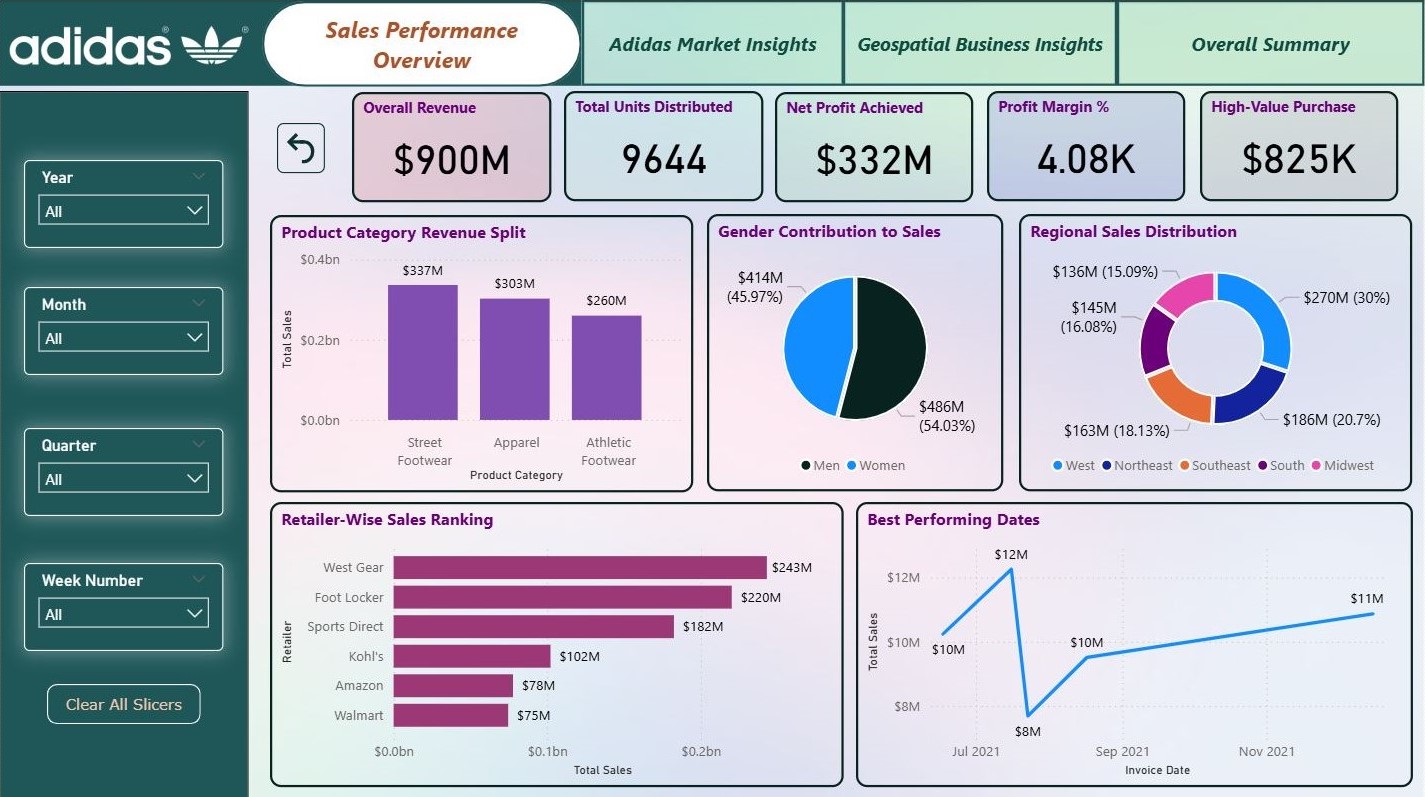 adidas®
®
Sales Performance
Overview
Adidas Market Insights
Geospatial Business Insights
Overall Summary
Year
All
Month
All
Quarter
All
Week Number
All
Clear All Slicers
Overall Revenue
$900M
Total Units Distributed
9644
Net Profit Achieved
$332M
Profit Margin %
4.08K
High-Value Purchase
$825K
Product Category Revenue Split
$0.4bn
$0.2bn
$0.0bn
Total Sales
$337M
$303M
$260M
Street
Footwear
Apparel
Athletic
Footwear
Product Category
Gender Contribution to Sales
$414M
(45.97%)
$486M
(54.03%)
Men
Women
Regional Sales Distribution
$136M (15.09%)
$145M
(16.08%)
$163M (18.13%)
$270M (30%)
$186M (20.7%)
West
Northeast
Southeast
South
Midwest
Retailer-Wise Sales Ranking
Retailer
West Gear
$243M
Foot Locker
$220M
Sports Direct
$182M
Kohl's
$102M
Amazon
$78M
Walmart
$75M
$0.0bn
$0.1bn
$0.2bn
Total Sales
Best Performing Dates
Total Sales
$12M
$10M
$8M
$10M
$12M
$8M
$10M
$11M
Jul 2021
Sep 2021
Nov 2021
Invoice Date